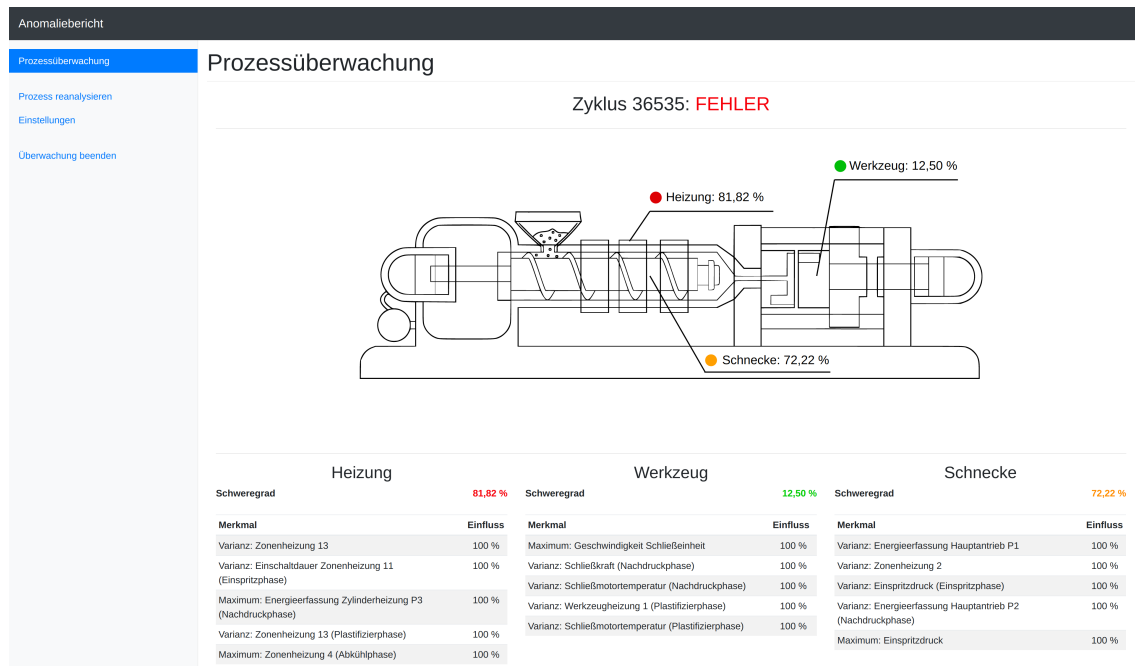 Anomaliebericht
Prozessüberwachung
Prozess reanalysieren
Einstellungen
Überwachung beenden
Prozessüberwachung
Zyklus 36535: FEHLER
Werkzeug: 12,50 %
Heizung: 81,82 %
Schnecke: 72,22 %
Heizung
Schweregrad 81,82 %
Merkmal Einfluss
Varianz: Zonenheizung 13 100 %
Varianz: Einschaltdauer Zonenheizung 11 100 %
(Einspritzphase)
Maximum: Energieerfassung Zylinderheizung P3 100 %
(Nachdruckphase)
Varianz: Zonenheizung 13 (Plastifizierphase) 100 %
Maximum: Zonenheizung 4 (Abkühlphase) 100 %
Werkzeug
Schweregrad 12,50 %
Merkmal Einfluss
Maximum: Geschwindigkeit Schließeinheit 100 %
Varianz: Schließkraft (Nachdruckphase) 100 %
Varianz: Schließmotortemperatur (Nachdruckphase) 100 %
Varianz: Werkzeugheizung 1 (Plastifizierphase) 100 %
Varianz: Schließmotortemperatur (Plastifizierphase) 100 %
Schnecke
Schweregrad 72,22 %
Merkmal Einfluss
Varianz: Energieerfassung Hauptantrieb P1 100 %
Varianz: Zonenheizung 2 100 %
Varianz: Einspritzdruck (Einspritzphase) 100 %
Varianz: Energieerfassung Hauptantrieb P2 100 %
(Nachdruckphase)
Maximum: Einspritzdruck 100 %